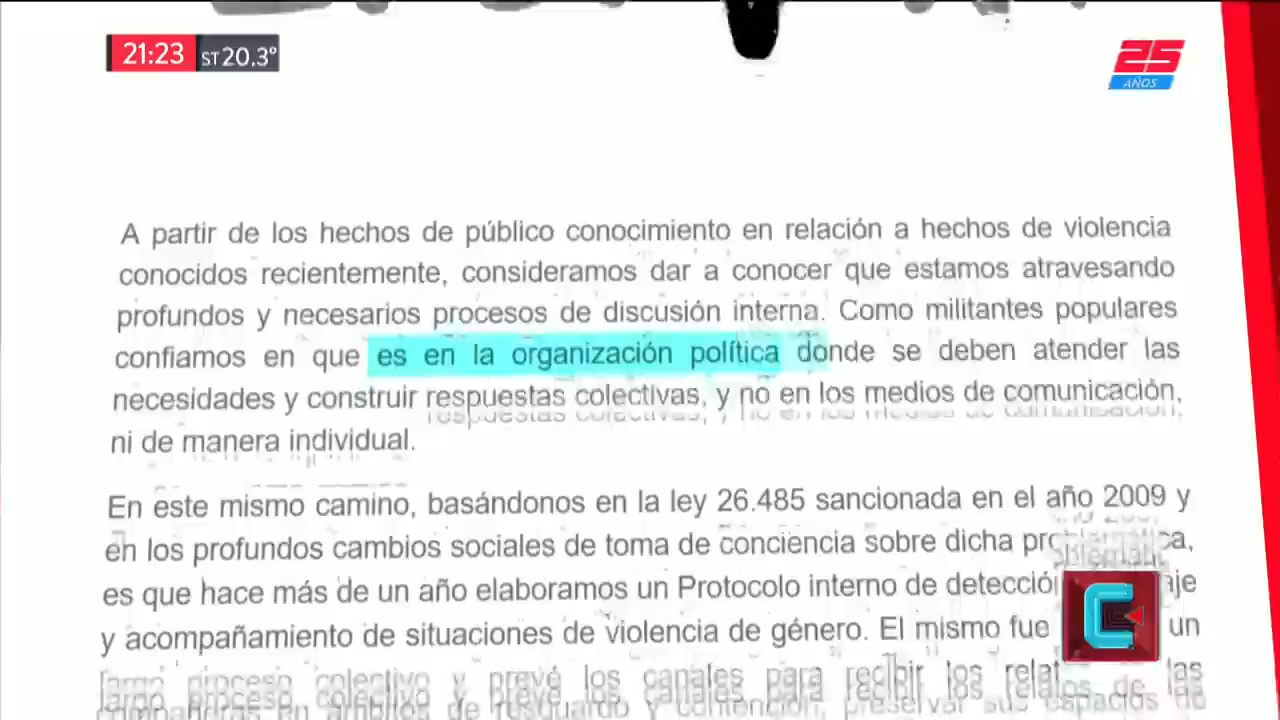 21:23 ST 20.3°
25
AÑOS
A partir de los hechos de público conocimiento en relación a hechos de violencia
conocidos recientemente, consideramos dar a conocer que estamos atravesando
profundos y necesarios procesos de discusión interna. Como militantes populares
confiamos en que es en la organización política donde se deben atender las
necesidades y construir respuestas colectivas, y no en los medios de comunicación,
ni de manera individual.
En este mismo camino, basándonos en la ley 26.485 sancionada en el año 2009 y
en los profundos cambios sociales de toma de conciencia sobre dicha
es que hace más de un año elaboramos un Protocolo interno de
y acompañamiento de situaciones de violencia de género. El mismo fue un
largo proceso colectivo y prevé los canales para recibir los relatos de las